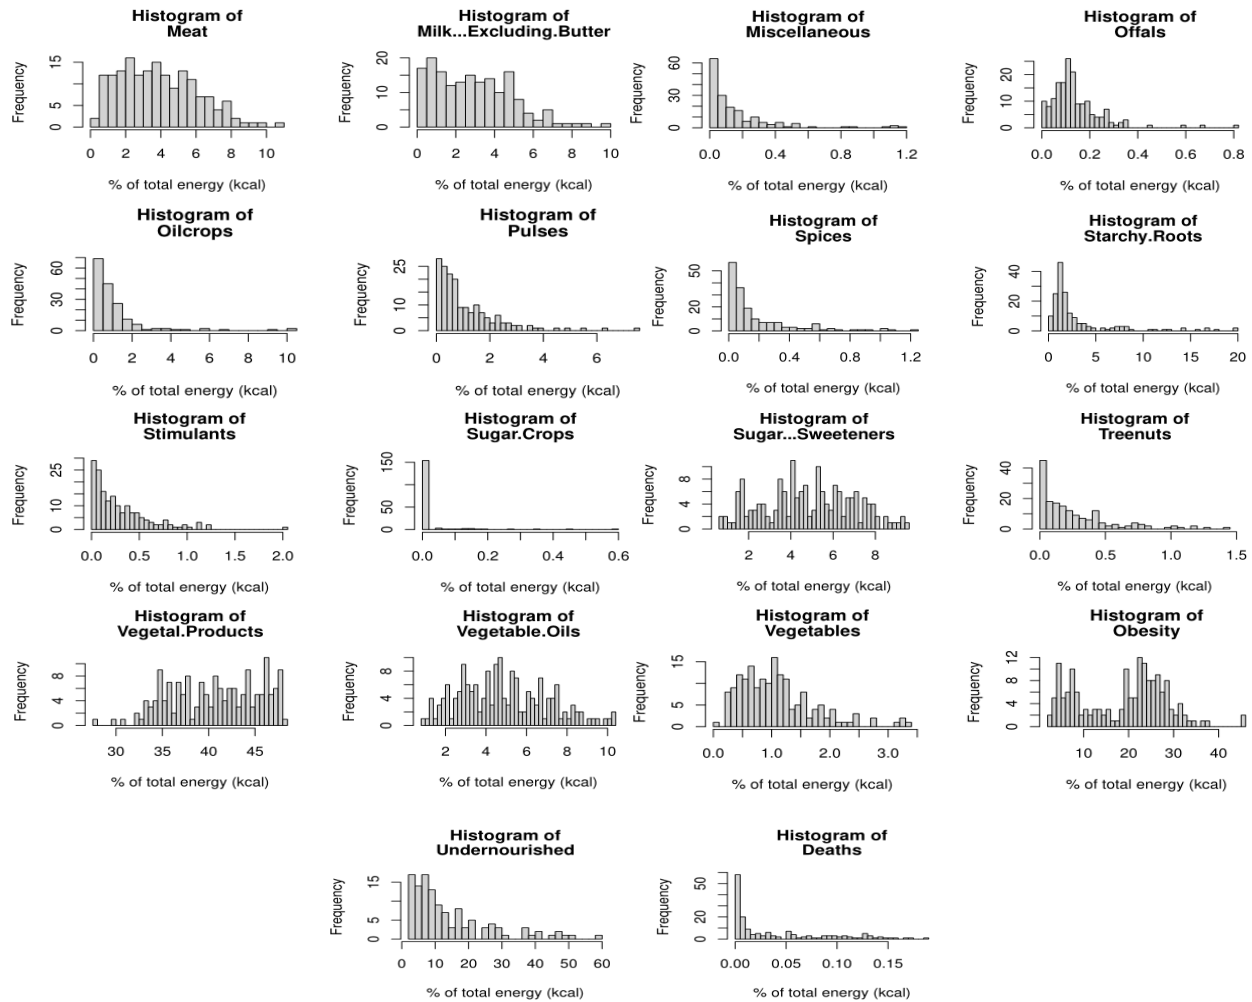 Histogram of
Meat
Frequency
0 5 15
0 2 4 6 8 10
% of total energy (kcal)
Histogram of
Milk...Excluding.Butter
Frequency
0 10 20
0 2 4 6 8 10
% of total energy (kcal)
Histogram of
Miscellaneous
Frequency
0 30 60
0.0 0.4 0.8 1.2
% of total energy (kcal)
Histogram of
Offals
Frequency
0 10 20
0.0 0.2 0.4 0.6 0.8
% of total energy (kcal)
Histogram of
Oilcrops
Frequency
0 30 60
0 2 4 6 8 10
% of total energy (kcal)
Histogram of
Pulses
Frequency
0 10 25
0 2 4 6
% of total energy (kcal)
Histogram of
Spices
Frequency
0 20 50
0.0 0.4 0.8 1.2
% of total energy (kcal)
Histogram of
Starchy.Roots
Frequency
0 20 40
0 5 10 15 20
% of total energy (kcal)
Histogram of
Stimulants
Frequency
0 10 25
0.0 0.5 1.0 1.5 2.0
% of total energy (kcal)
Histogram of
Sugar.Crops
Frequency
0 50 150
0.0 0.2 0.4 0.6
% of total energy (kcal)
Histogram of
Sugar...Sweeteners
Frequency
0 4 8
2 4 6 8
% of total energy (kcal)
Histogram of
Treenuts
Frequency
0 20 40
0.0 0.5 1.0 1.5
% of total energy (kcal)
Histogram of
Vegetal.Products
Frequency
0 4 8
30 35 40 45
% of total energy (kcal)
Histogram of
Vegetable.Oils
Frequency
0 4 8
2 4 6 8 10
% of total energy (kcal)
Histogram of
Vegetables
Frequency
0 5 15
0.0 1.0 2.0 3.0
% of total energy (kcal)
Histogram of
Obesity
Frequency
0 4 8 12
10 20 30 40
% of total energy (kcal)
Histogram of
Undernourished
Frequency
0 5 15
0 10 20 30 40 50 60
% of total energy (kcal)
Histogram of
Deaths
Frequency
0 20 50
0.00 0.05 0.10 0.15
% of total energy (kcal)